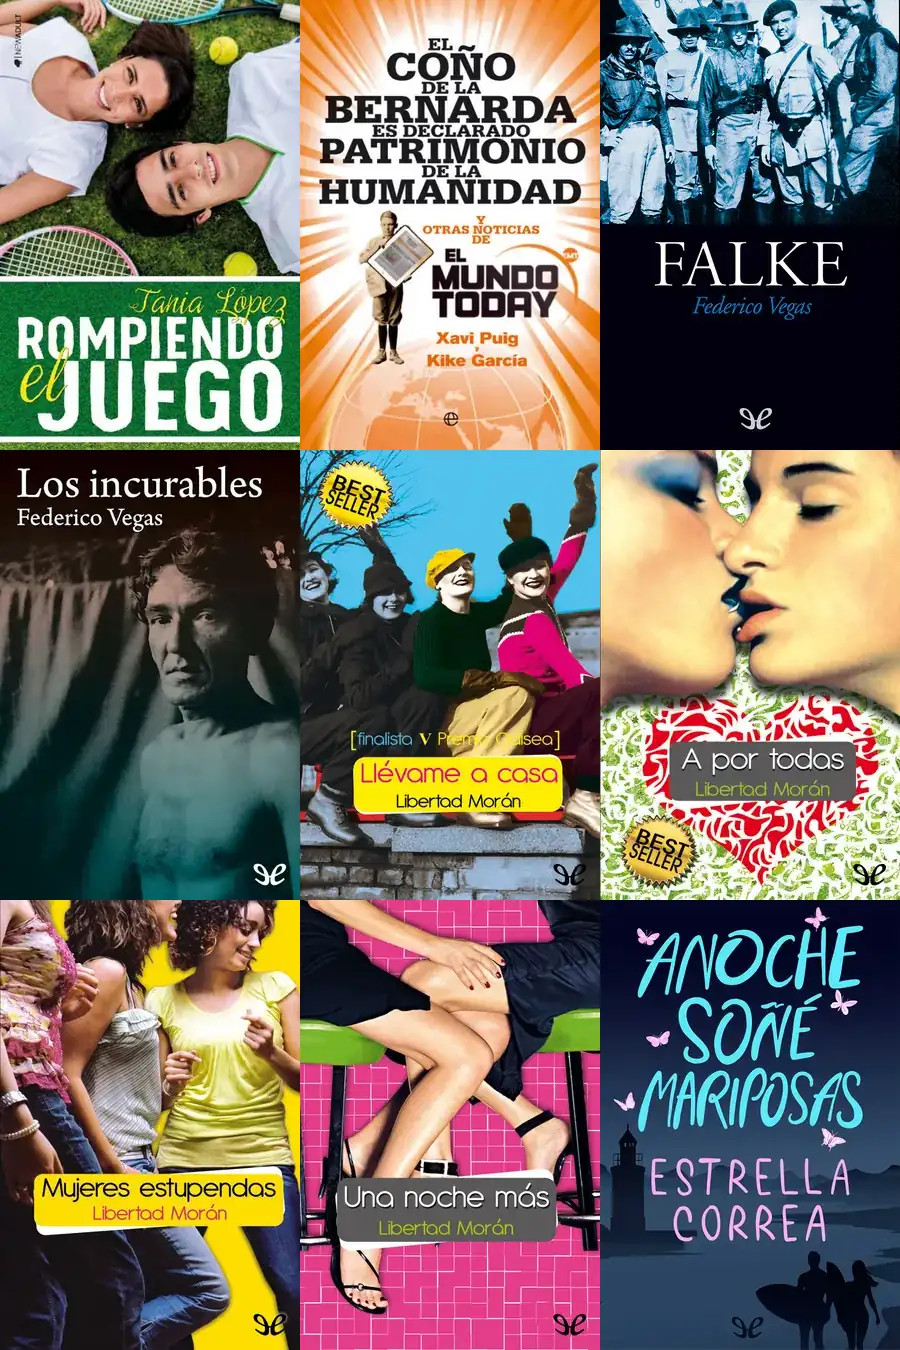 NEW ADULT
Tania López
ROMPIENDO
el
JUEGO
EL
COÑO
DE LA
BERNARDA
ES DECLARADO
PATRIMONIO
DE LA
HUMANIDAD
Y
OTRAS NOTICIAS
DE
EL
MUNDO
TODAY
EMT
Xavi Puig
y
Kike García
e
FALKE
Federico Vegas
Los incurables
Federico Vegas
BEST
SELLER
[finalista V Premio Odisea]
Llévame a casa
Libertad Morán
A por todas
Libertad Morán
BEST
SELLER
Mujeres estupendas
Libertad Morán
Una noche más
Libertad Morán
ANOCHE
SOÑÉ
MARIPOSAS
ESTRELLA
CORREA